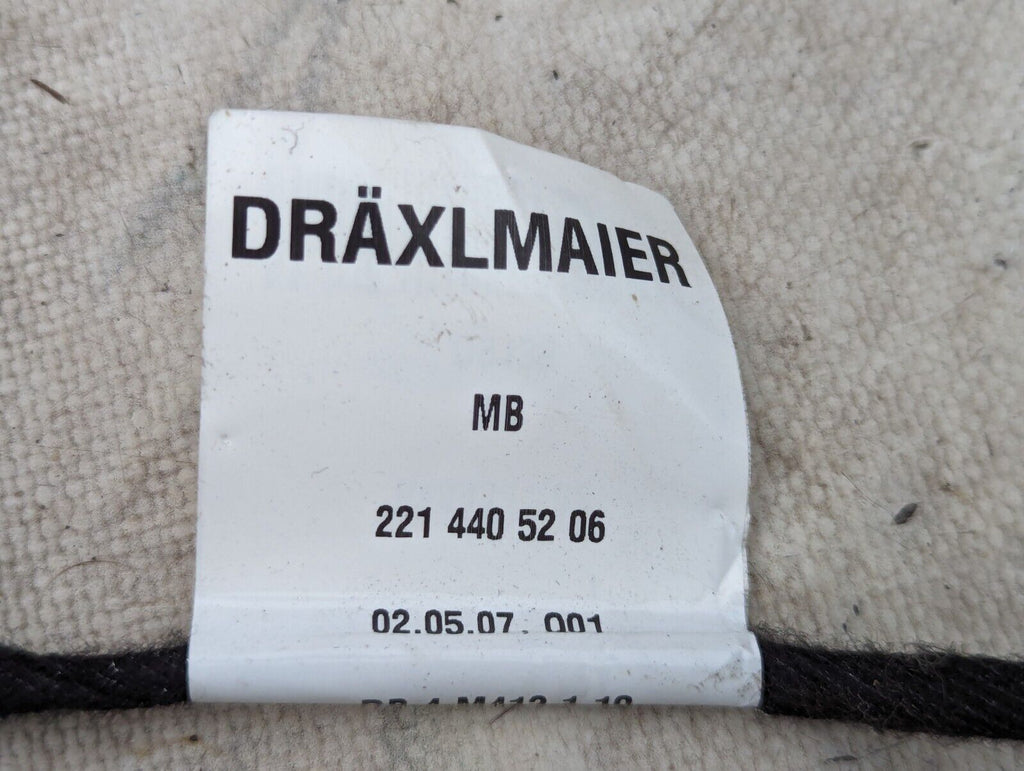 DRÄXLMAIER
MB
221 440 52 06
02.05.07. 001